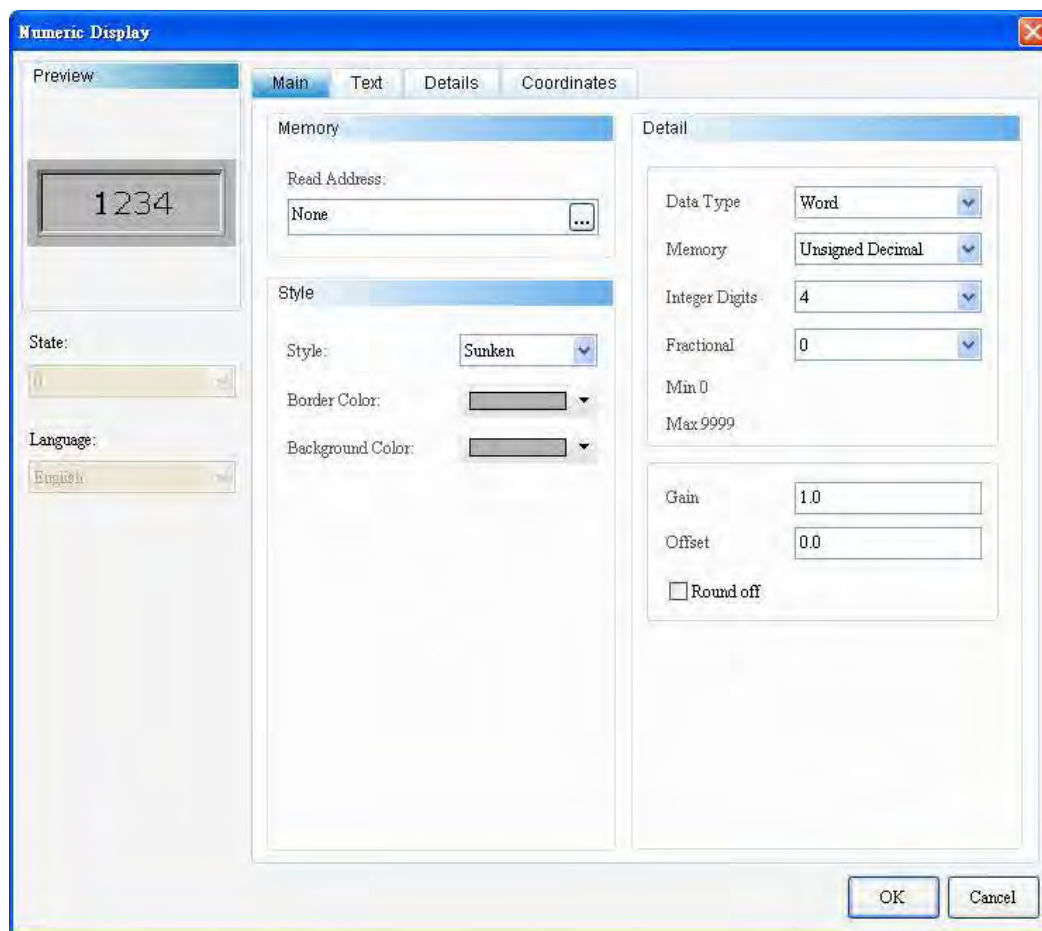 Numeric Display
Preview
1234
State:
0
Language:
English
Main Text Details Coordinates
Memory
Read Address:
None ...
Style
Style: Sunken
Border Color:
Background Color:
Detail
Data Type Word
Memory Unsigned Decimal
Integer Digits 4
Fractional 0
Min 0
Max 9999
Gain 1.0
Offset 0.0
Round off
OK Cancel